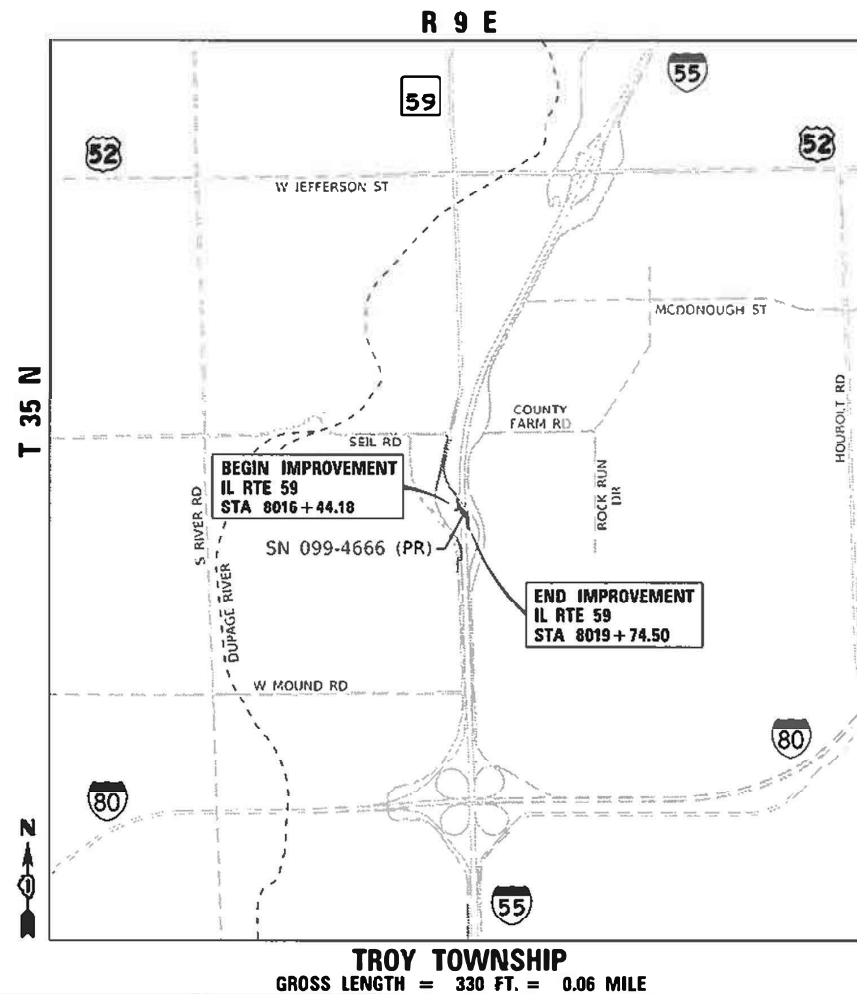 R 9 E
59
55
52
52
W JEFFERSON ST
MCDONOUGH ST
T 35 N
COUNTY
FARM RD
SEIL RD
HOUBOLT RD
BEGIN IMPROVEMENT
IL RTE 59
STA 8016+44.18
ROCK RUN
DR
S RIVER RD
SN 099-4666 (PR)
END IMPROVEMENT
IL RTE 59
STA 8019+74.50
DUPAGE RIVER
W MOUND RD
80
80
N
55
TROY TOWNSHIP
GROSS LENGTH = 330 FT. = 0.06 MILE